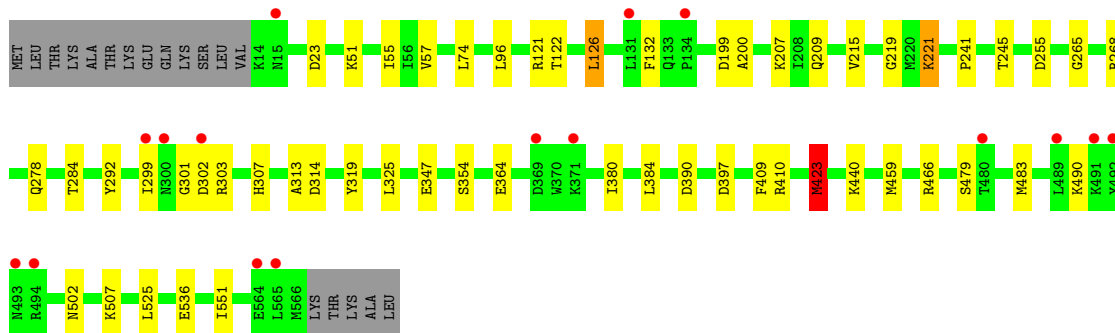 MET LEU THR LYS LYS ALA THR LYS GLU GLN LYS SER LEU VAL K14 N15 D23 K51 I55 I56 V57 L74 L96 R121 T122 L126 L131 F132 Q133 P134 D199 A200 K207 I208 Q209 V215 G219 M220 K221 P241 T245 D255 G265
Q278 T284 Y292 I299 N300 G301 D302 R303 H307 A313 D314 Y319 L325 E347 S354 E364 D369 W370 K371 I380 L384 D390 D397 F409 R410 M423 K440 M459 R466 S479 T480 M483 L489 K490 K491
N493 R494 N502 K507 L525 E536 I551 E564 L565 M566 LYS THR LYS ALA LEU